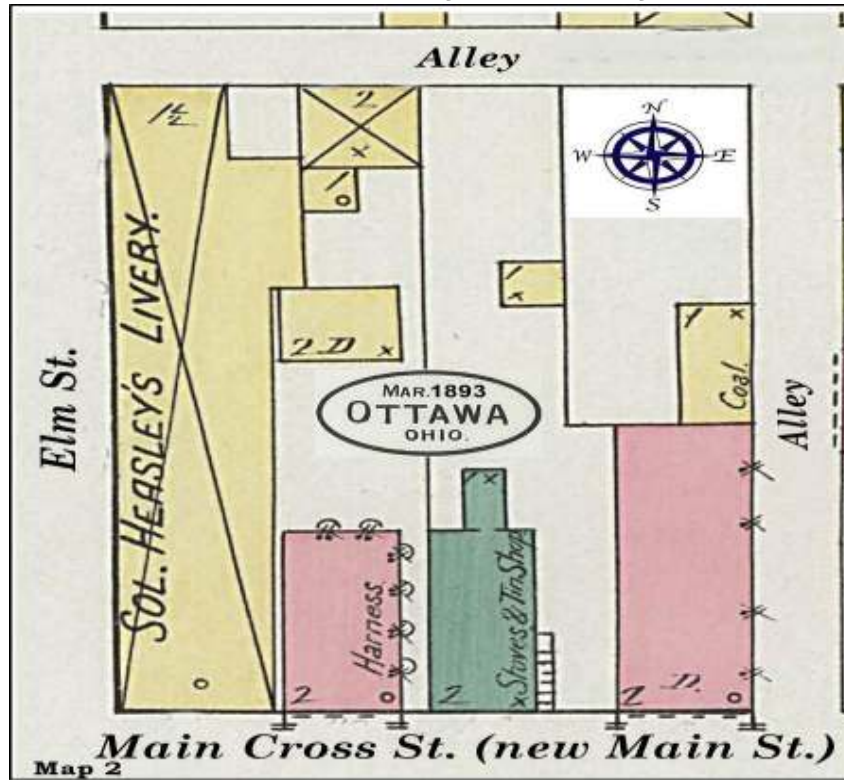 Alley
1½
2
x
N
W E
S
1
SOL. HEASLEY'S LIVERY.
1
x
2 D x
1 x
Coal.
MAR. 1893
OTTAWA
OHIO.
Elm St.
Alley
1 x
Harness
x Stoves & Tin Shop
2
2
2 D.
Main Cross St. (new Main St.)
Map 2